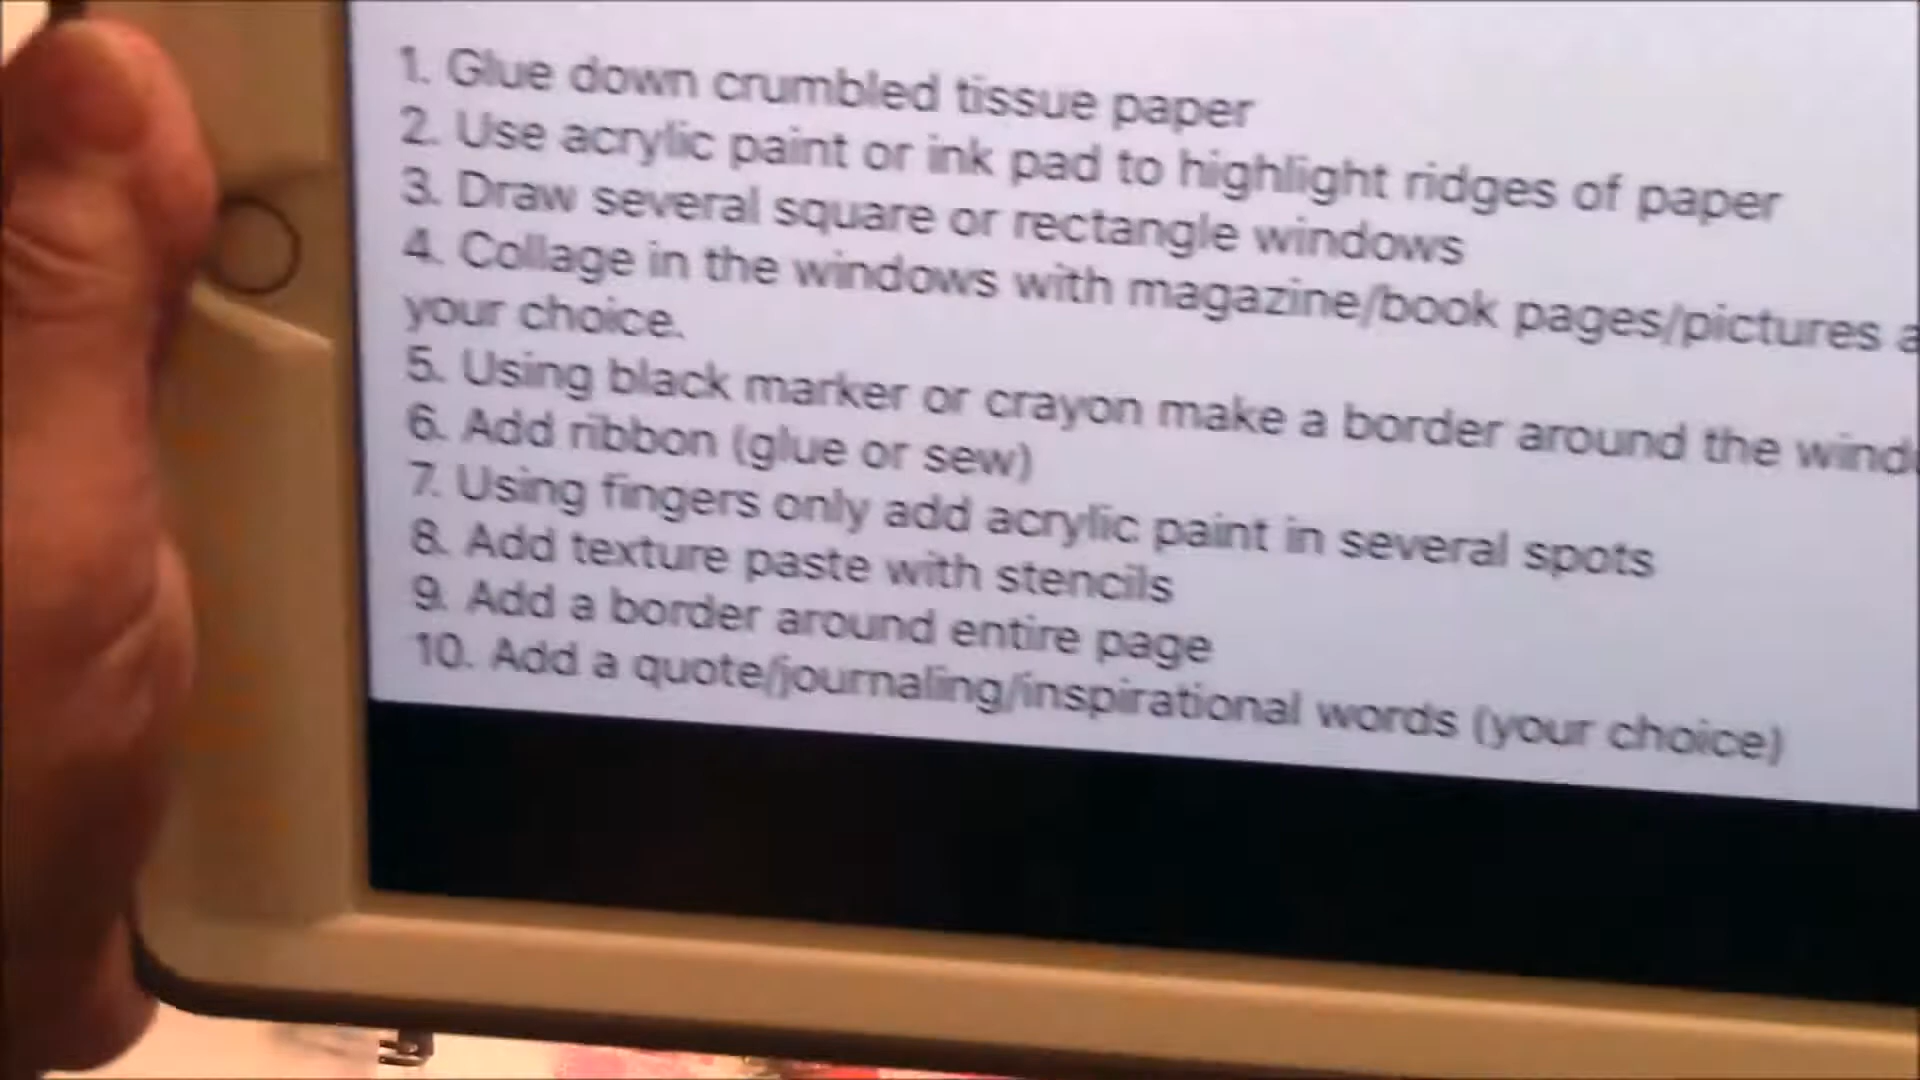 1. Glue down crumbled tissue paper
2. Use acrylic paint or ink pad to highlight ridges of paper
3. Draw several square or rectangle windows
4. Collage in the windows with magazine/book pages/pictures
your choice.
5. Using black marker or crayon make a border around the
6. Add ribbon (glue or sew)
7. Using fingers only add acrylic paint in several spots
8. Add texture paste with stencils
9. Add a border around entire page
10. Add a quote/journaling/inspirational words (your choice)